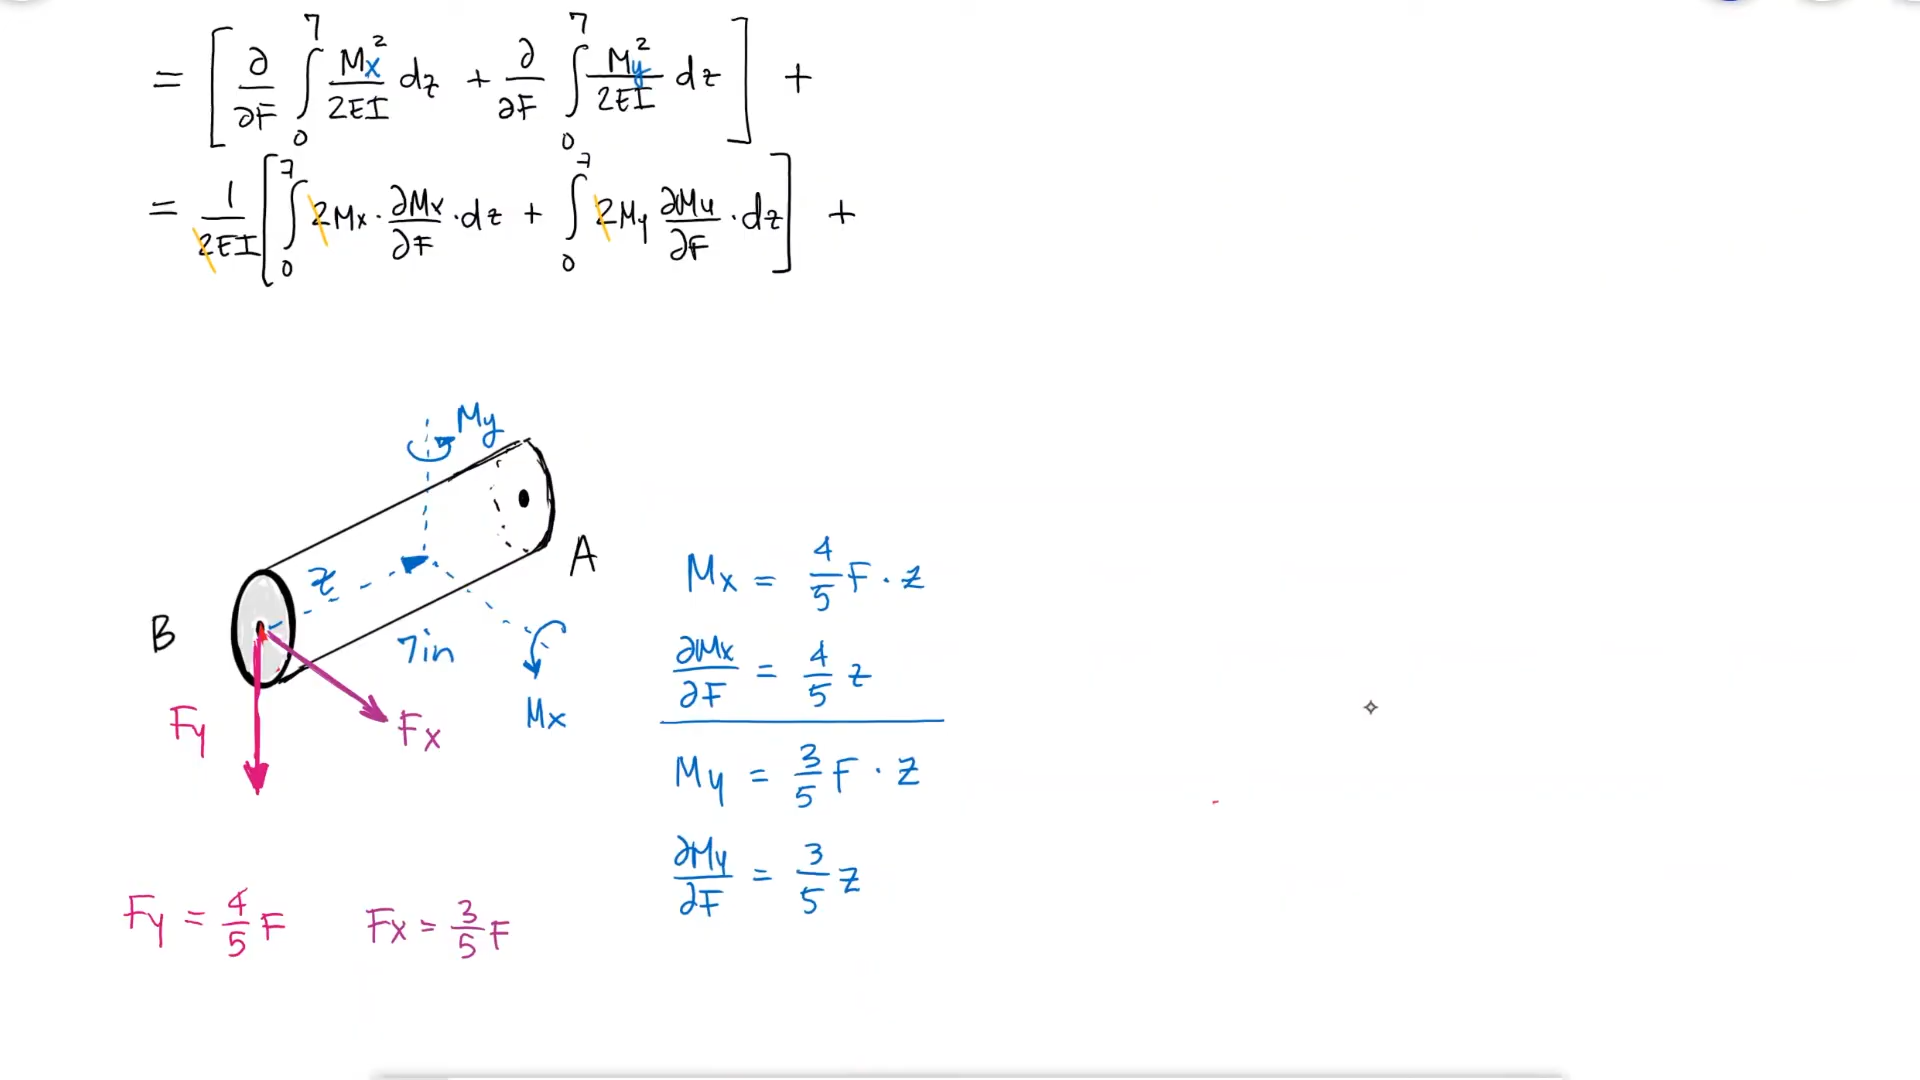 = [ ∂/∂F ∫₀⁷ Mx²/2EI dz + ∂/∂F ∫₀⁷ My²/2EI dz ] +
= 1/2EI [ ∫₀⁷ 2Mx · ∂Mx/∂F · dz + ∫₀⁷ 2My ∂My/∂F · dz ] +
My
z
A
B
7in
Mx
Fy
Fx
Mx = 4/5 F · z
∂Mx/∂F = 4/5 z
My = 3/5 F · z
∂My/∂F = 3/5 z
Fy = 4/5 F Fx = 3/5 F